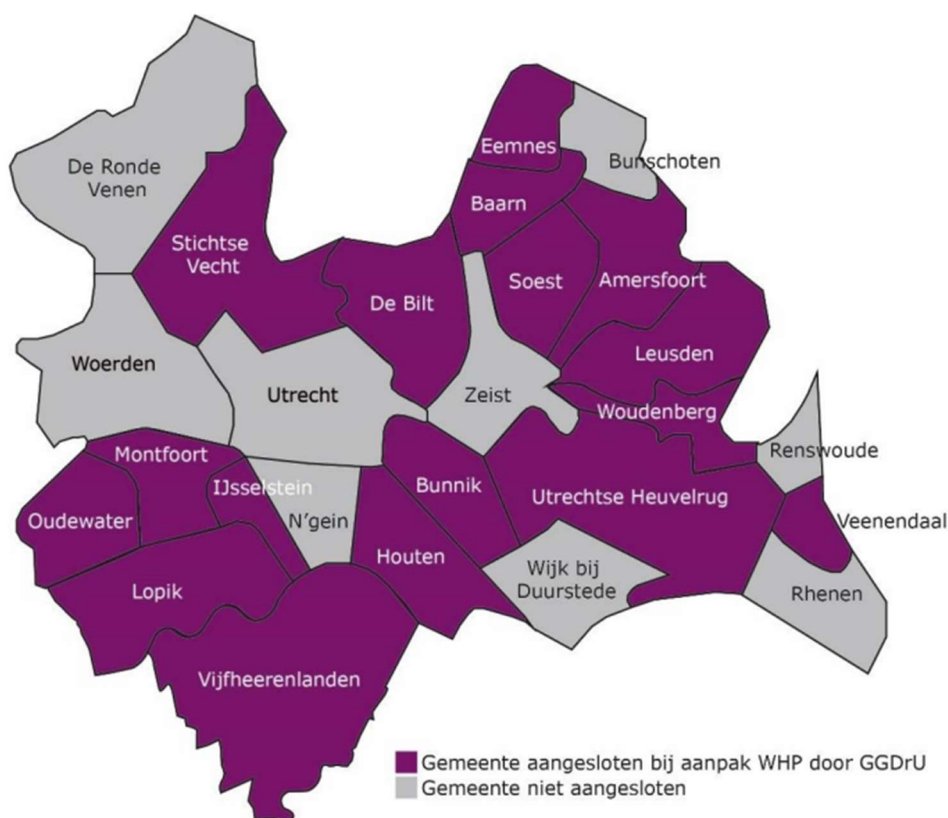 De Ronde
Venen
Stichtse
Vecht
Eemnes
Bunschoten
Baarn
De Bilt
Soest
Amersfoort
Leusden
Woerden
Utrecht
Zeist
Woudenberg
Renswoude
Montfoort
IJsselstein
Bunnik
Utrechtse Heuvelrug
Oudewater
N'gein
Veenendaal
Houten
Wijk bij
Duurstede
Lopik
Rhenen
Vijfheerenlanden
Gemeente aangesloten bij aanpak WHP door GGDrU
Gemeente niet aangesloten